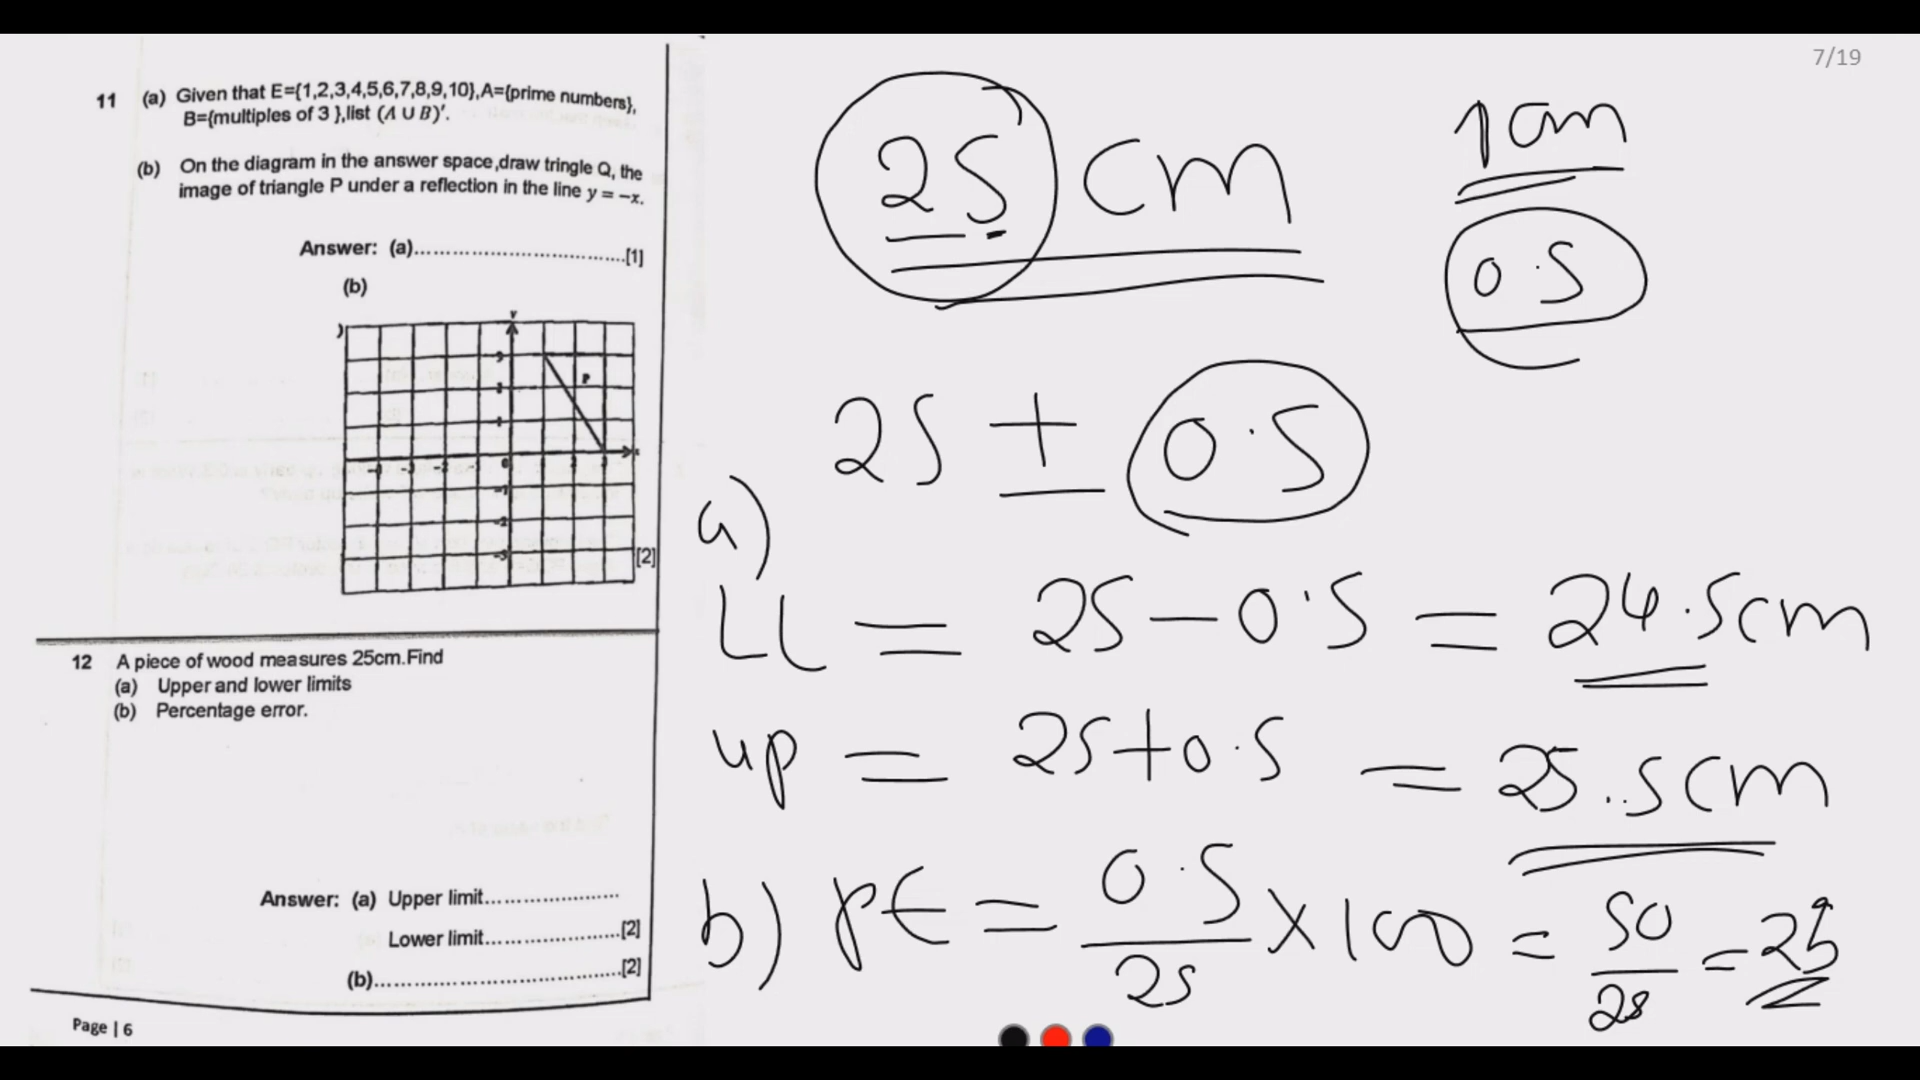 7/19
11 (a) Given that E={1,2,3,4,5,6,7,8,9,10},A={prime numbers},
B={multiples of 3 },list (A ∪ B)′.
(b) On the diagram in the answer space,draw tringle Q, the
image of triangle P under a reflection in the line y = −x.
Answer: (a)....................................[1]
(b)
P
0
-1
-2
-3
[2]
12 A piece of wood measures 25cm.Find
(a) Upper and lower limits
(b) Percentage error.
Answer: (a) Upper limit....................
Lower limit....................[2]
(b)....................................[2]
Page | 6
25 cm
1cm
0.5
25 ± 0.5
a)
LL = 25 - 0.5 = 24.5cm
up = 25+0.5 = 25.5cm
b) PE = 0.5/25 × 100 = 50/25 =